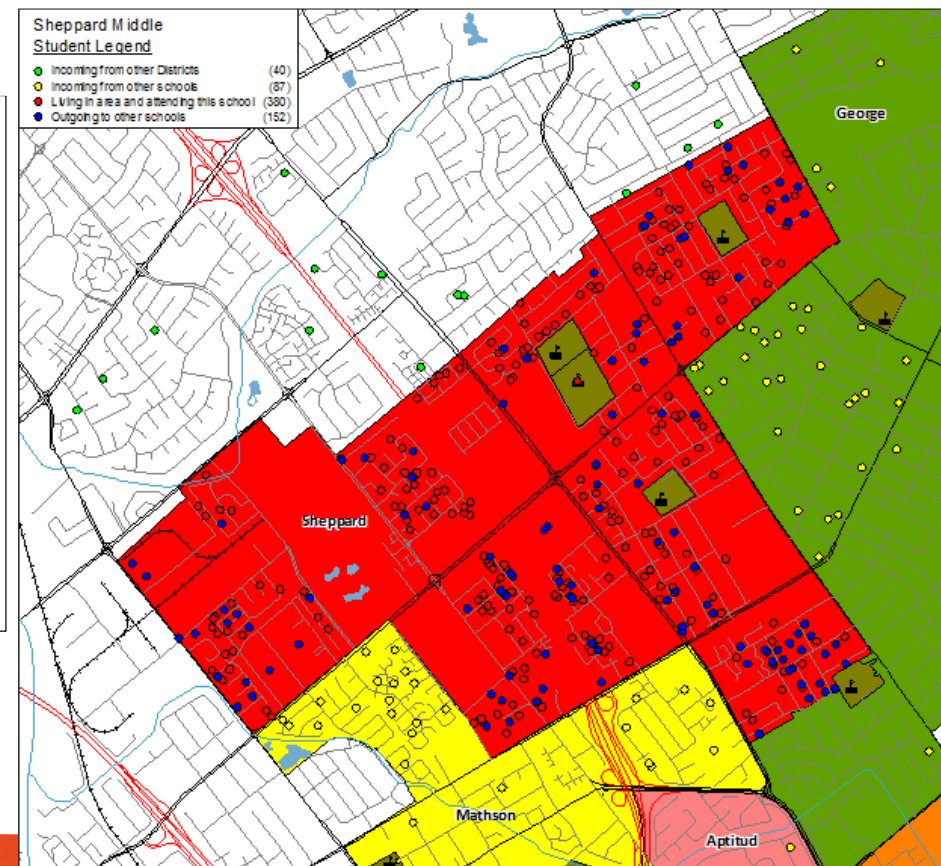 Sheppard Middle
Student Legend
Incoming from other Districts (40)
Incoming from other schools (87)
Living in area and attending this school (380)
Outgoing to other schools (152)
George
Sheppard
Mathson
Aptitud